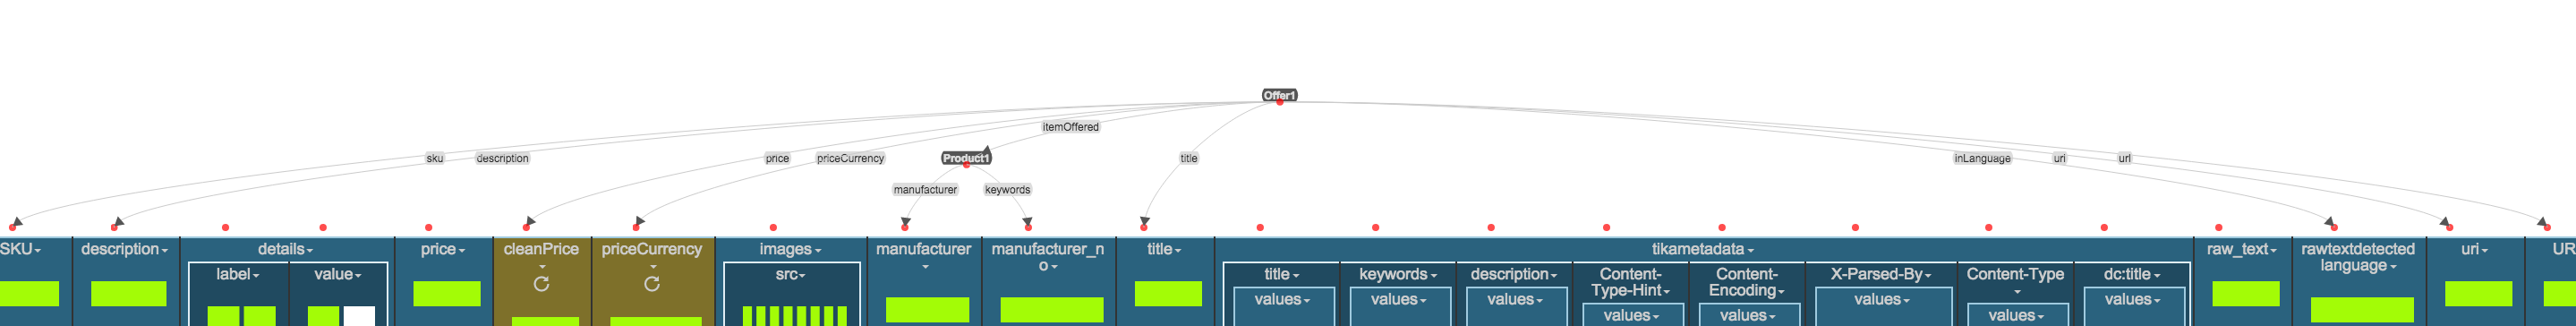 Offer1
itemOffered
sku
description
price
priceCurrency
Product1
title
inLanguage
uri
url
manufacturer
keywords
SKU
description
details
price
cleanPrice
priceCurrency
images
manufacturer
manufacturer_n
o
title
tikametadata
raw_text
rawtextdetected
language
uri
UR
label
value
src
title
keywords
description
Content-
Type-Hint
Content-
Encoding
X-Parsed-By
Content-Type
dc:title
values
values
values
values
values
values
values
values